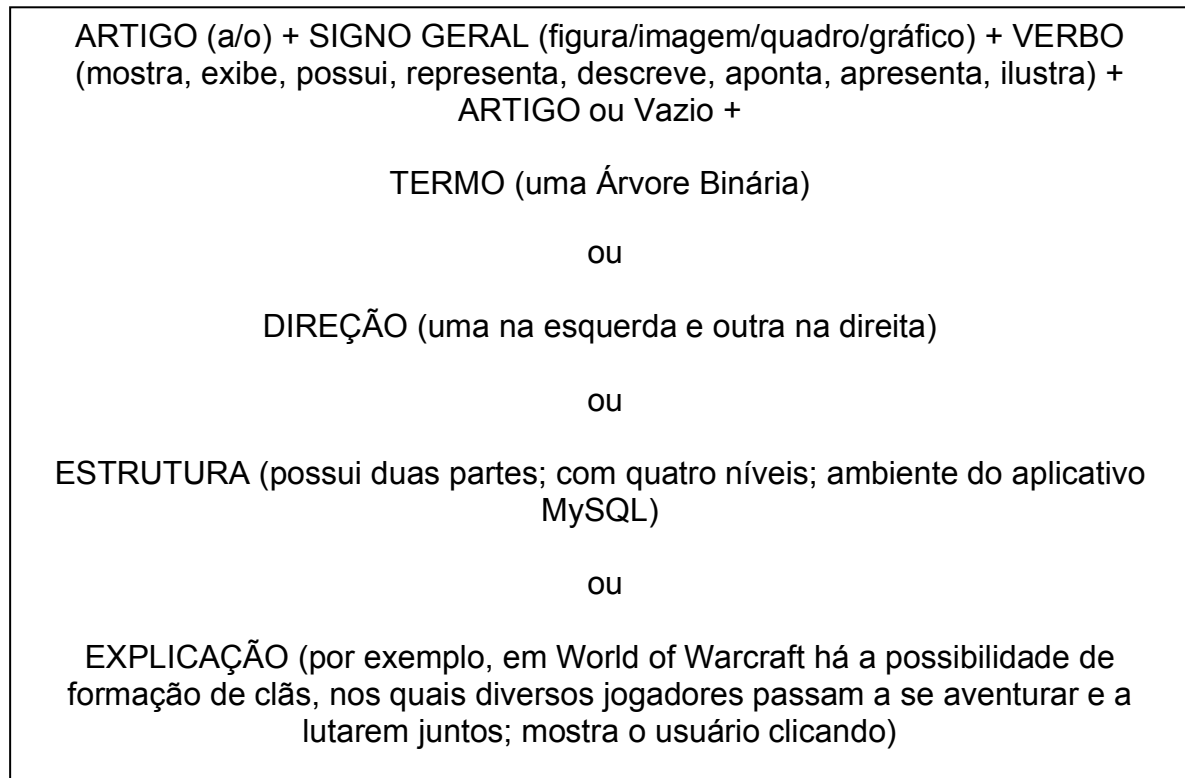 ARTIGO (a/o) + SIGNO GERAL (figura/imagem/quadro/gráfico) + VERBO
(mostra, exibe, possui, representa, descreve, aponta, apresenta, ilustra) +
ARTIGO ou Vazio +
TERMO (uma Árvore Binária)
ou
DIREÇÃO (uma na esquerda e outra na direita)
ou
ESTRUTURA (possui duas partes; com quatro níveis; ambiente do aplicativo
MySQL)
ou
EXPLICAÇÃO (por exemplo, em World of Warcraft há a possibilidade de
formação de clãs, nos quais diversos jogadores passam a se aventurar e a
lutarem juntos; mostra o usuário clicando)